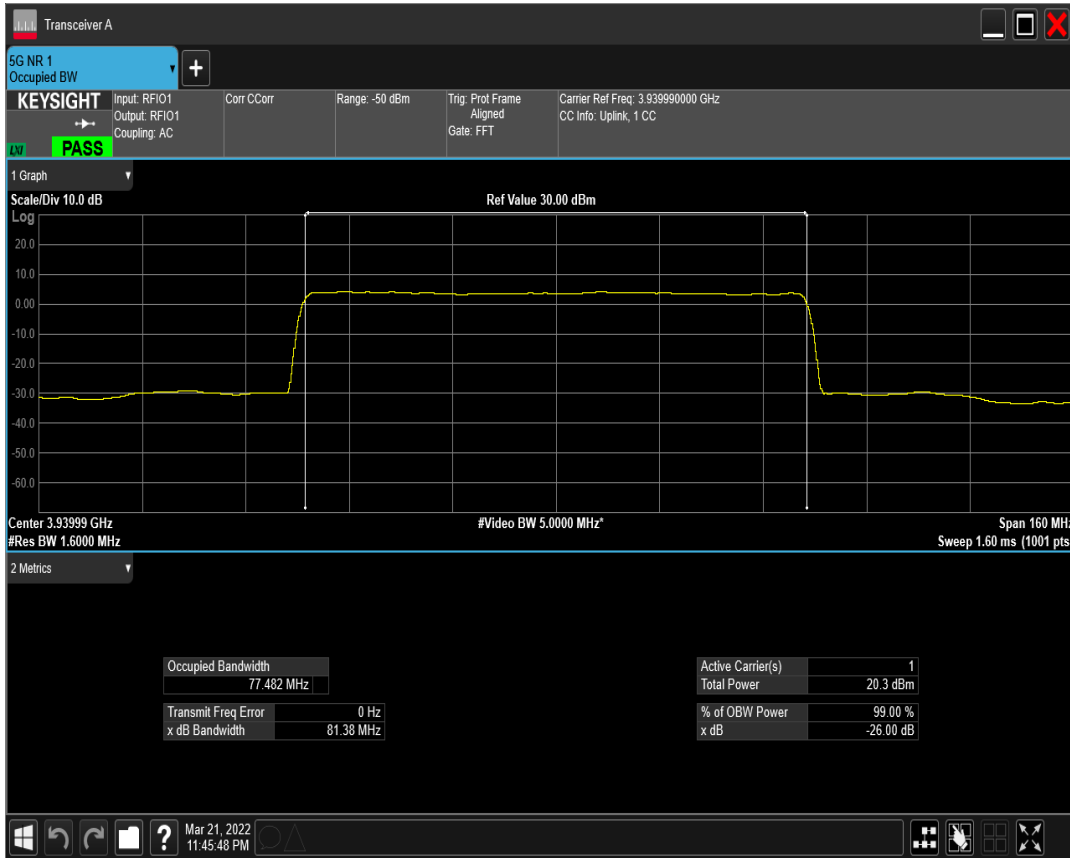 Transceiver A
5G NR 1
Occupied BW
+
KEYSIGHT
LXI
PASS
Input: RFIO1
Output: RFIO1
Coupling: AC
Corr CCorr
Range: -50 dBm
Trig: Prot Frame
Aligned
Gate: FFT
Carrier Ref Freq: 3.939990000 GHz
CC Info: Uplink, 1 CC
1 Graph
Scale/Div 10.0 dB
Ref Value 30.00 dBm
Log
20.0
10.0
0.00
-10.0
-20.0
-30.0
-40.0
-50.0
-60.0
Center 3.93999 GHz
#Video BW 5.0000 MHz*
Span 160 MHz
#Res BW 1.6000 MHz
Sweep 1.60 ms (1001 pts
2 Metrics
Occupied Bandwidth
77.482 MHz
Transmit Freq Error 0 Hz
x dB Bandwidth 81.38 MHz
Active Carrier(s) 1
Total Power 20.3 dBm
% of OBW Power 99.00 %
x dB -26.00 dB
?
Mar 21, 2022
11:45:48 PM